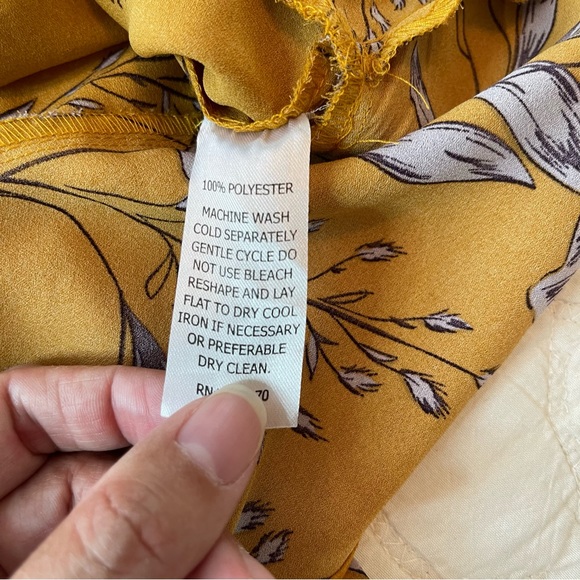 100% POLYESTER
MACHINE WASH
COLD SEPARATELY
GENTLE CYCLE DO
NOT USE BLEACH
RESHAPE AND LAY
FLAT TO DRY COOL
IRON IF NECESSARY
OR PREFERABLE
DRY CLEAN.
RN 70